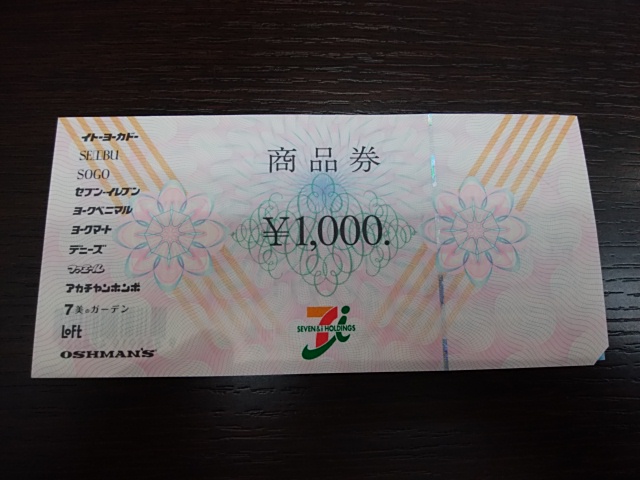 イトーヨーカドー
SEIBU
SOGO
セブン-イレブン
ヨークベニマル
ヨークマート
デニーズ
ファミール
アカチャンホンポ
7美のガーデン
LOFT
OSHMAN'S
商品券
¥1,000.
7i
SEVEN&i HOLDINGS